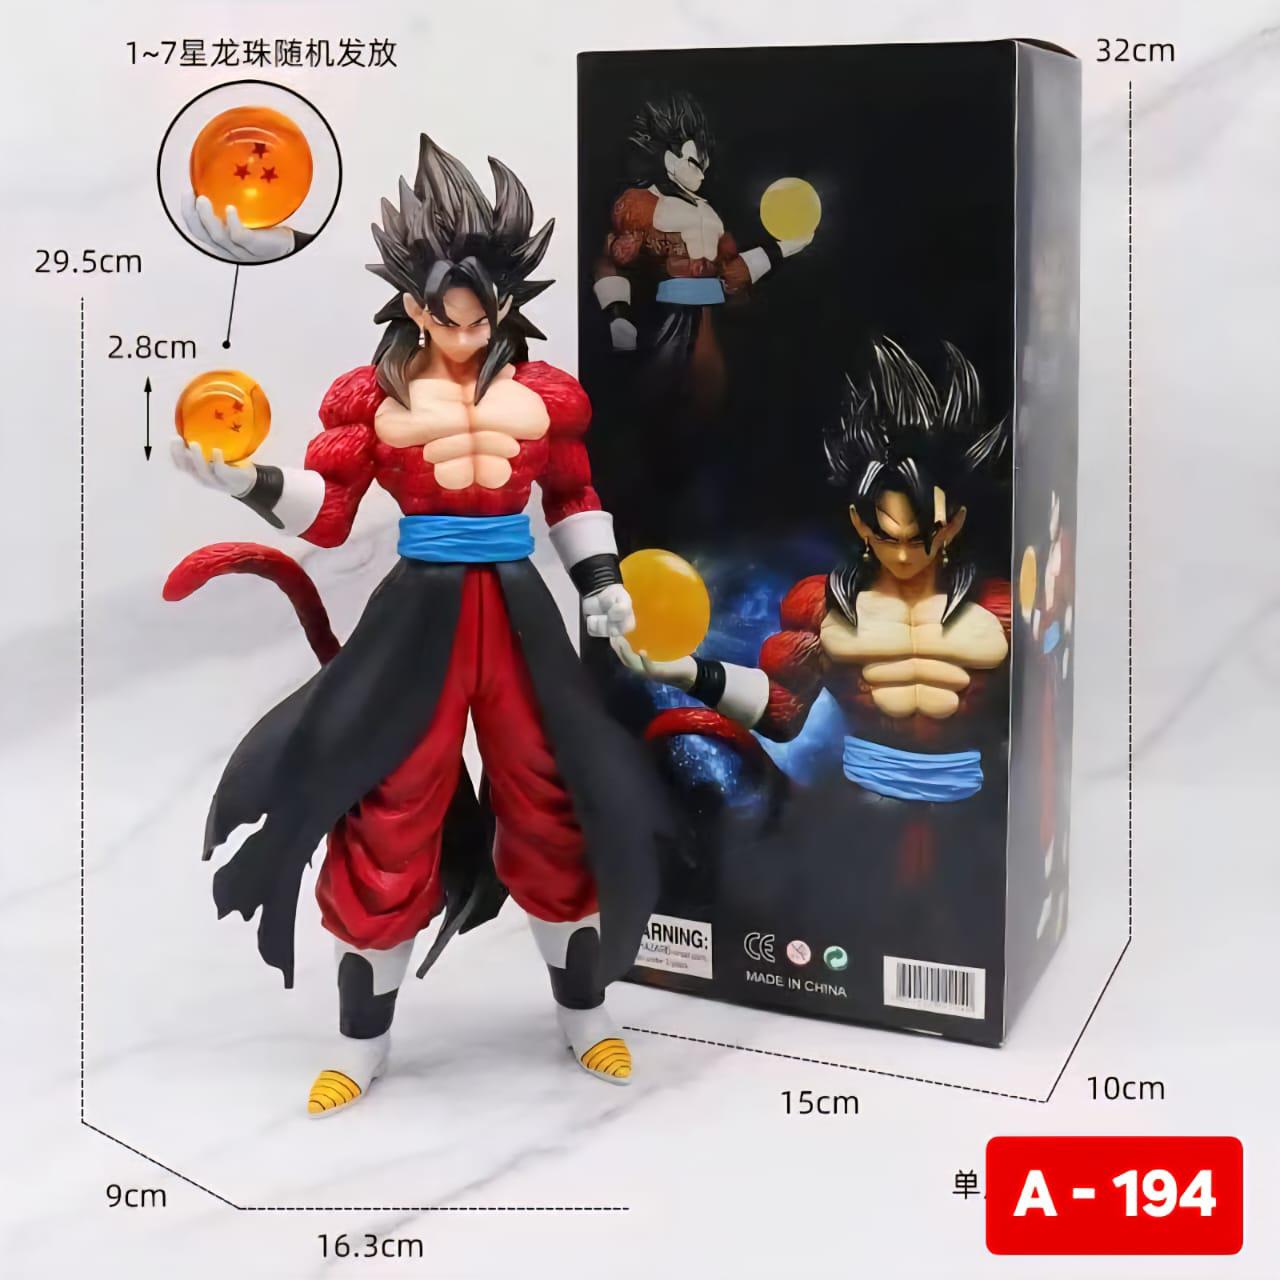 1~7星龙珠随机发放
32cm
29.5cm
2.8cm
ARNING:
CE
MADE IN CHINA
15cm
10cm
9cm
16.3cm
单
A - 194